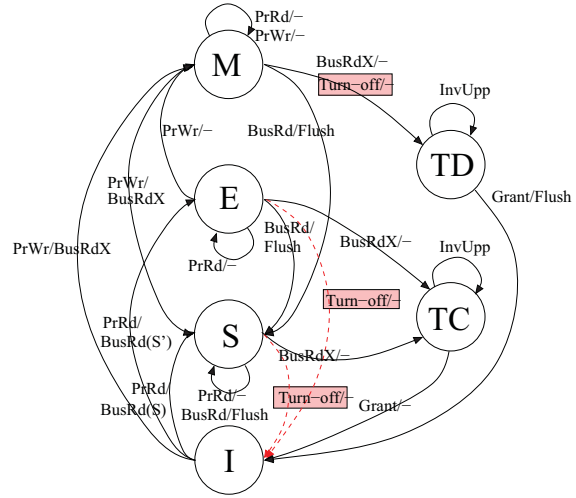 PrRd/−
PrWr/−
M
BusRdX/−
Turn−off/−
InvUpp
TD
PrWr/−
BusRd/Flush
PrWr/
BusRdX
E
Grant/Flush
BusRd/
Flush
BusRdX/−
InvUpp
PrWr/BusRdX
PrRd/−
Turn−off/−
TC
PrRd/
BusRd(S')
S
BusRdX/−
PrRd/
BusRd(S)
PrRd/−
BusRd/Flush
Turn−off/−
Grant/−
I